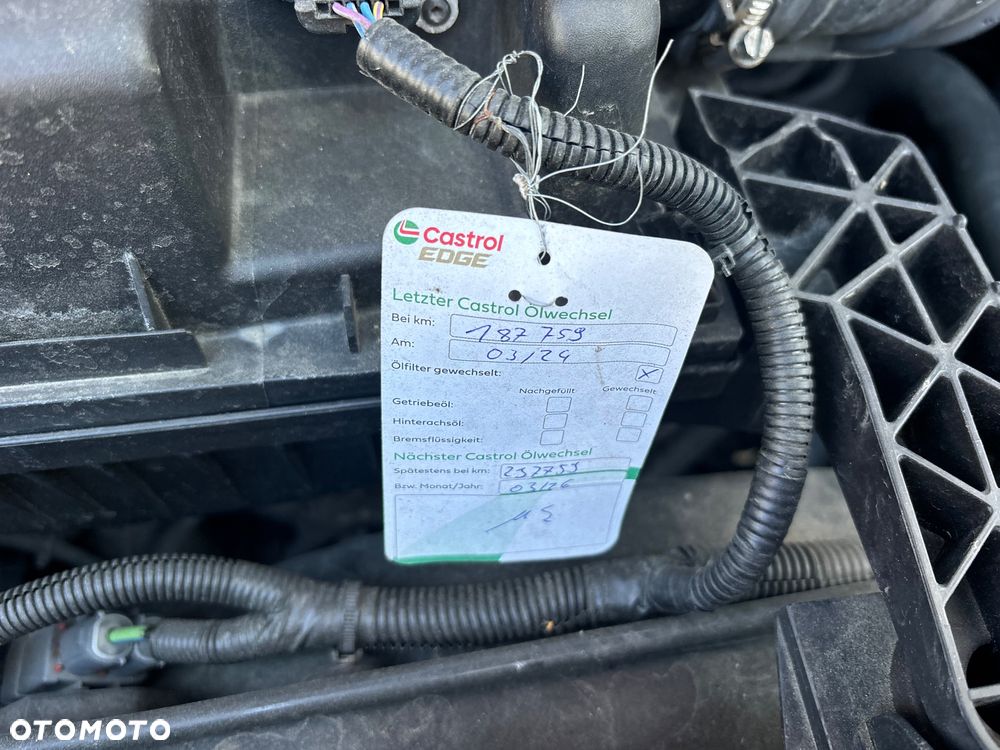 Castrol
EDGE
Letzter Castrol Ölwechsel
Bei km: 187 759
Am: 03/24
Ölfilter gewechselt: X
Nachgefüllt Gewechselt
Getriebeöl:
Hinterachsöl:
Bremsflüssigkeit:
Nächster Castrol Ölwechsel
Spätestens bei km: 232759
Bzw. Monat/Jahr: 03/26
OTOMOTO